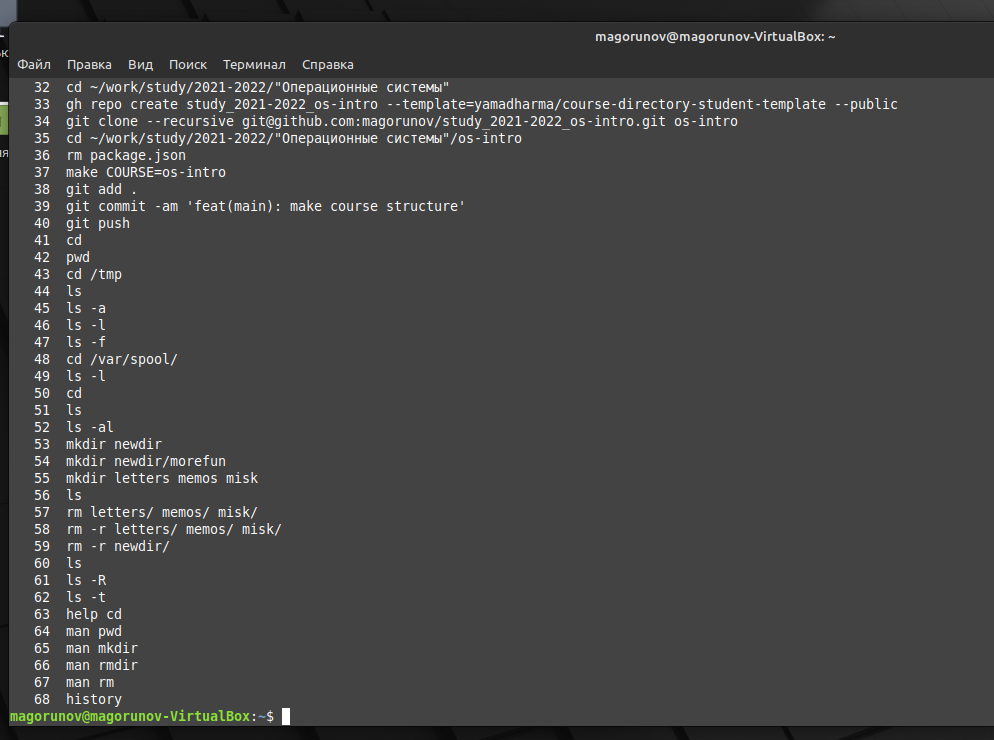 magorunov@magorunov-VirtualBox: ~
Файл Правка Вид Поиск Терминал Справка
32 cd ~/work/study/2021-2022/"Операционные системы"
33 gh repo create study_2021-2022_os-intro --template=yamadharma/course-directory-student-template --public
34 git clone --recursive git@github.com:magorunov/study_2021-2022_os-intro.git os-intro
35 cd ~/work/study/2021-2022/"Операционные системы"/os-intro
36 rm package.json
37 make COURSE=os-intro
38 git add .
39 git commit -am 'feat(main): make course structure'
40 git push
41 cd
42 pwd
43 cd /tmp
44 ls
45 ls -a
46 ls -l
47 ls -f
48 cd /var/spool/
49 ls -l
50 cd
51 ls
52 ls -al
53 mkdir newdir
54 mkdir newdir/morefun
55 mkdir letters memos misk
56 ls
57 rm letters/ memos/ misk/
58 rm -r letters/ memos/ misk/
59 rm -r newdir/
60 ls
61 ls -R
62 ls -t
63 help cd
64 man pwd
65 man mkdir
66 man rmdir
67 man rm
68 history
magorunov@magorunov-VirtualBox:~$